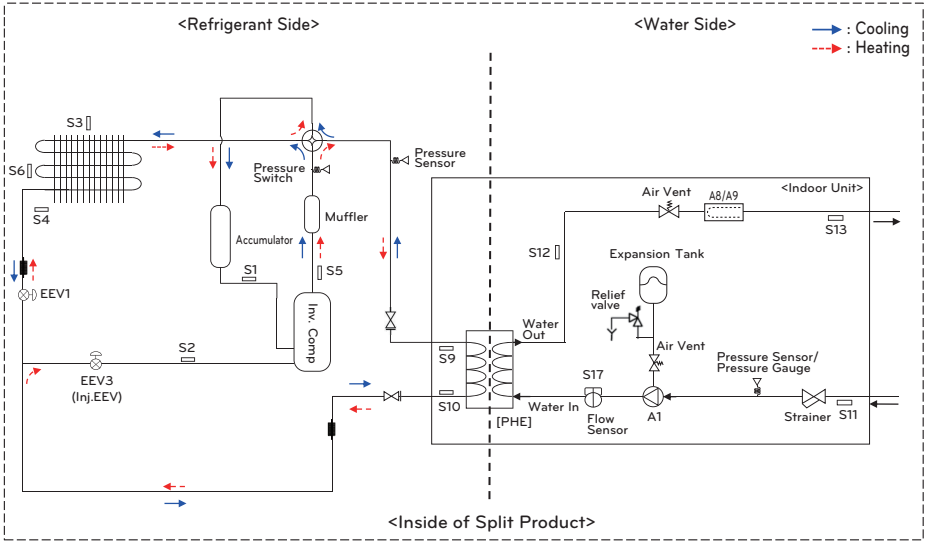 <Refrigerant Side>
<Water Side>
: Cooling
: Heating
S3
S6
S4
Pressure
Switch
Pressure
Sensor
Muffler
Accumulator
S1
S5
Inv. Comp
EEV1
S2
EEV3
(Inj.EEV)
<Indoor Unit>
Air Vent
A8/A9
S13
S12
Expansion Tank
Relief
valve
Water
Out
Air Vent
S9
S10
Pressure Sensor/
Pressure Gauge
S17
Water In
Flow
Sensor
A1
Strainer
S11
[PHE]
<Inside of Split Product>